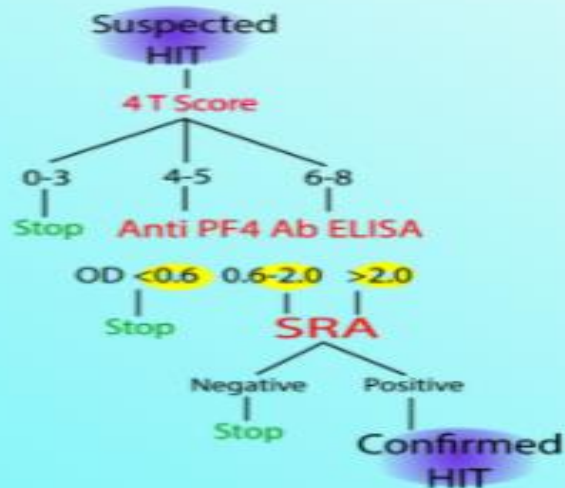 Suspected
HIT
4 T Score
0-3 4-5 6-8
Stop Anti PF4 Ab ELISA
OD <0.6 0.6-2.0 >2.0
Stop SRA
Negative Positive
Stop
Confirmed
HIT